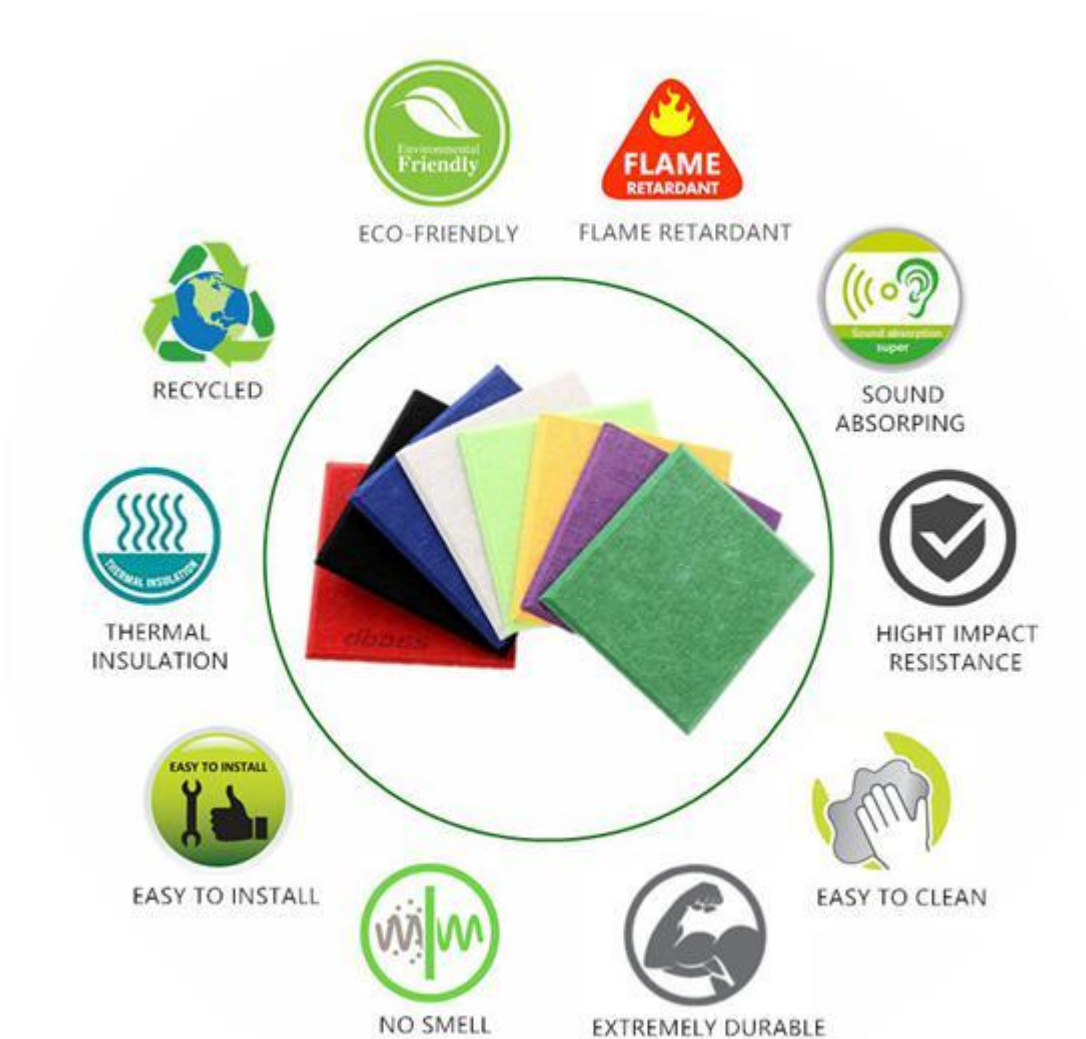 Environmental
Friendly
ECO-FRIENDLY
FLAME
RETARDANT
FLAME RETARDANT
RECYCLED
Sound absorption
super
SOUND
ABSORPING
THERMAL INSULATION
THERMAL
INSULATION
HIGHT IMPACT
RESISTANCE
EASY TO INSTALL
EASY TO INSTALL
EASY TO CLEAN
NO SMELL
EXTREMELY DURABLE